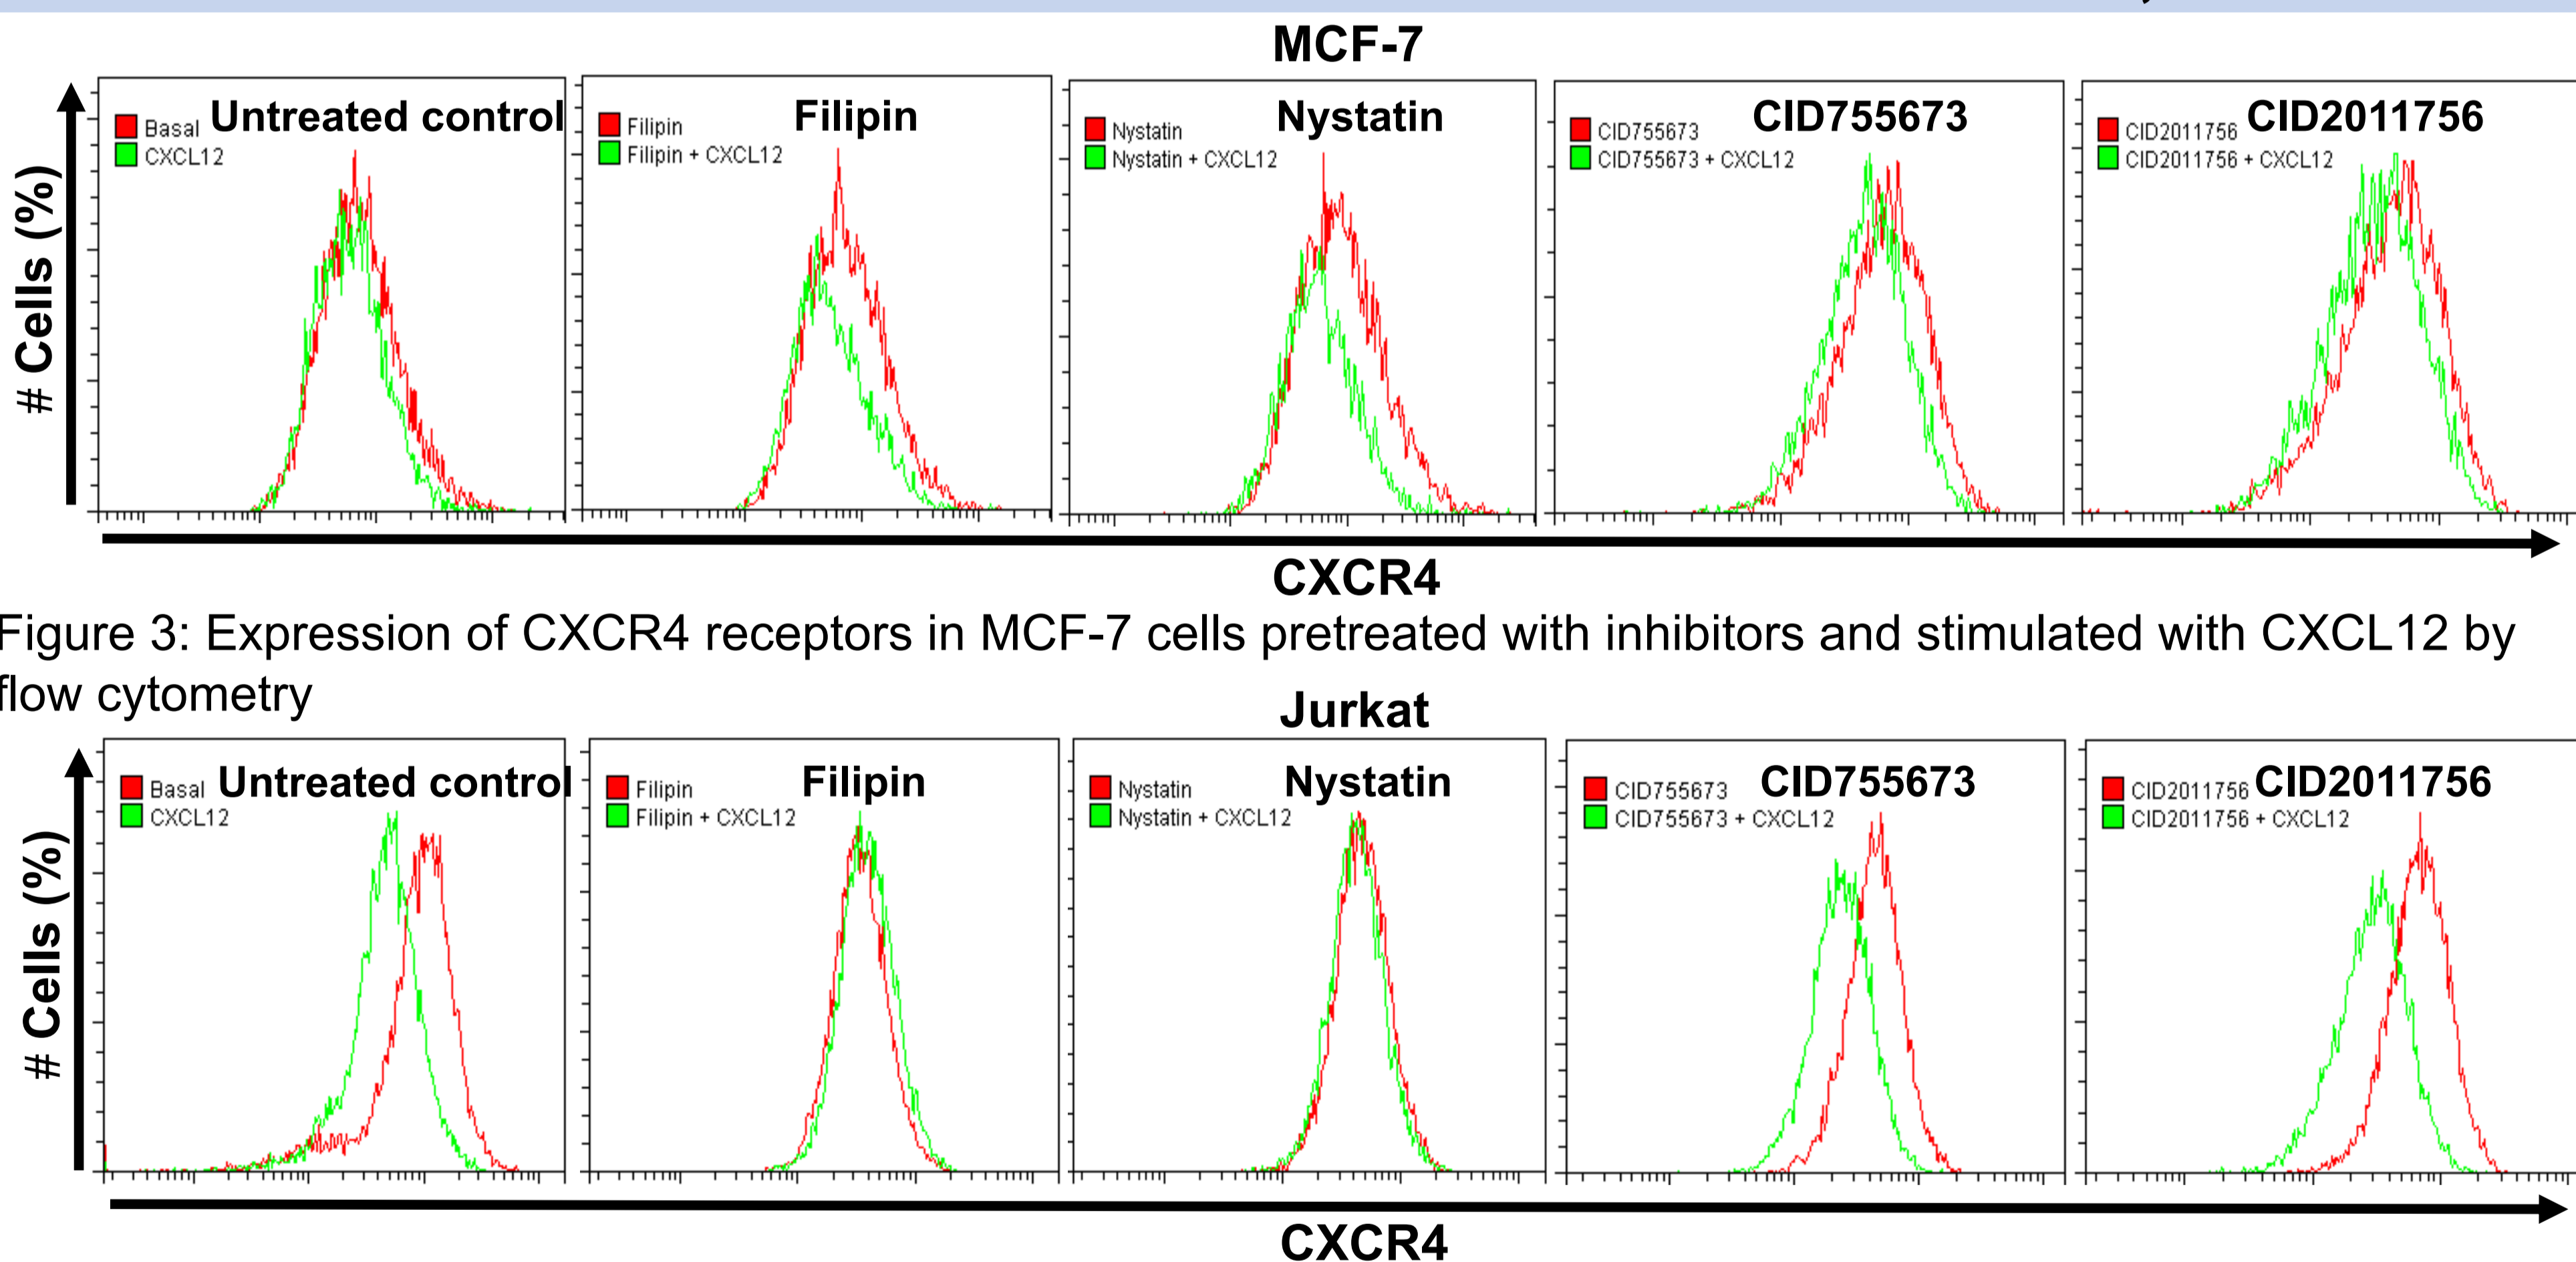 MCF-7
Untreated control
Basal
CXCL12
Filipin
Filipin
Filipin + CXCL12
Nystatin
Nystatin
Nystatin + CXCL12
CID755673
CID755673
CID755673 + CXCL12
CID2011756
CID2011756
CID2011756 + CXCL12
# Cells (%)
CXCR4
Figure 3: Expression of CXCR4 receptors in MCF-7 cells pretreated with inhibitors and stimulated with CXCL12 by
flow cytometry
Jurkat
Untreated control
Basal
CXCL12
Filipin
Filipin
Filipin + CXCL12
Nystatin
Nystatin
Nystatin + CXCL12
CID755673
CID755673
CID755673 + CXCL12
CID2011756
CID2011756
CID2011756 + CXCL12
# Cells (%)
CXCR4